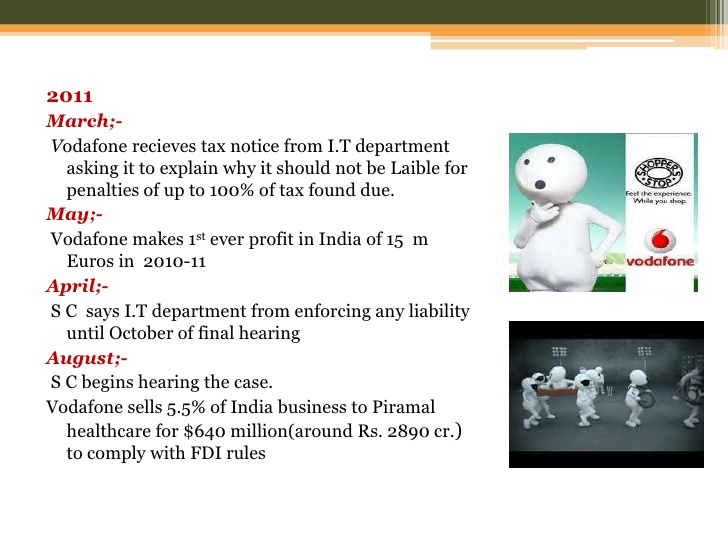 2011
March;-
Vodafone recieves tax notice from I.T department
asking it to explain why it should not be Laible for
penalties of up to 100% of tax found due.
May;-
Vodafone makes 1st ever profit in India of 15 m
Euros in 2010-11
April;-
S C says I.T department from enforcing any liability
until October of final hearing
August;-
S C begins hearing the case.
Vodafone sells 5.5% of India business to Piramal
healthcare for $640 million(around Rs. 2890 cr.)
to comply with FDI rules
SHOPPERS
STOP
Feel the experience.
While you shop.
vodafone